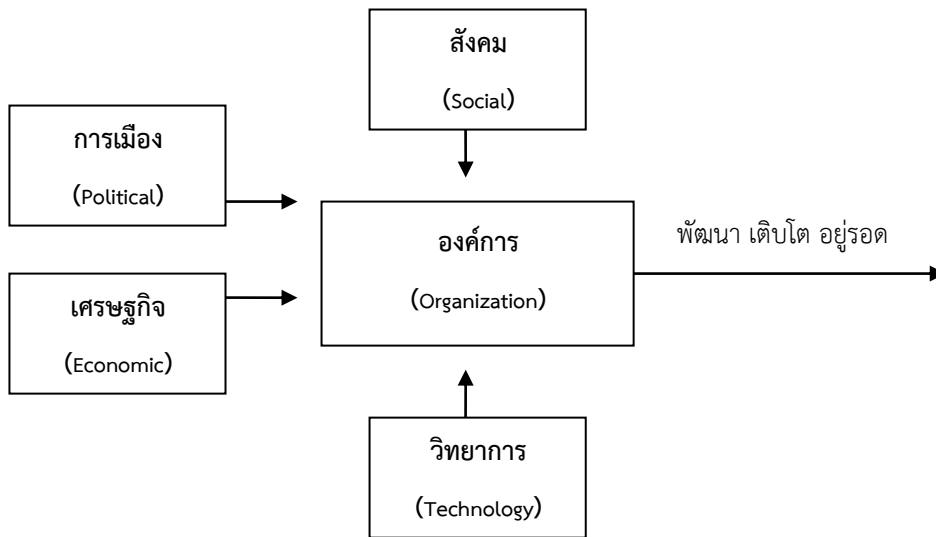 สังคม
(Social)
การเมือง
(Political)
องค์การ
(Organization)
พัฒนา เติบโต อยู่รอด
เศรษฐกิจ
(Economic)
วิทยาการ
(Technology)